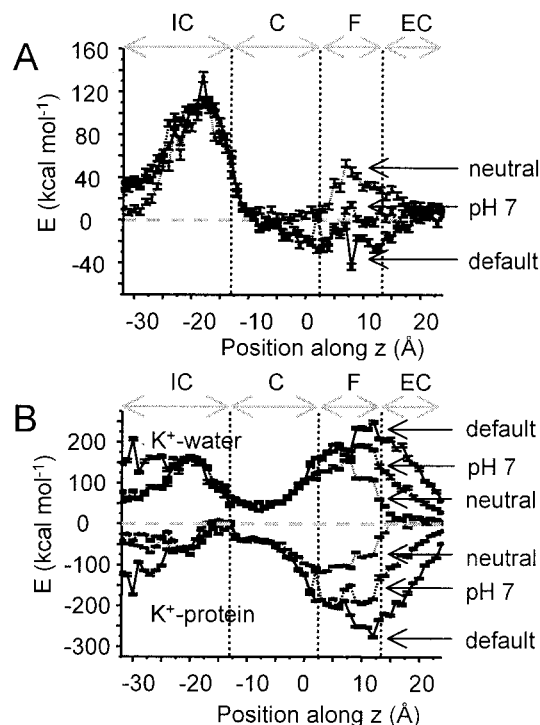 A
IC C F EC
E (kcal mol⁻¹)
160
120
80
40
0
-40
neutral
pH 7
default
-30 -20 -10 0 10 20
Position along z (Å)
B
IC C F EC
E (kcal mol⁻¹)
200
100
0
-100
-200
-300
K⁺-water
default
pH 7
neutral
neutral
pH 7
default
K⁺-protein
-30 -20 -10 0 10 20
Position along z (Å)